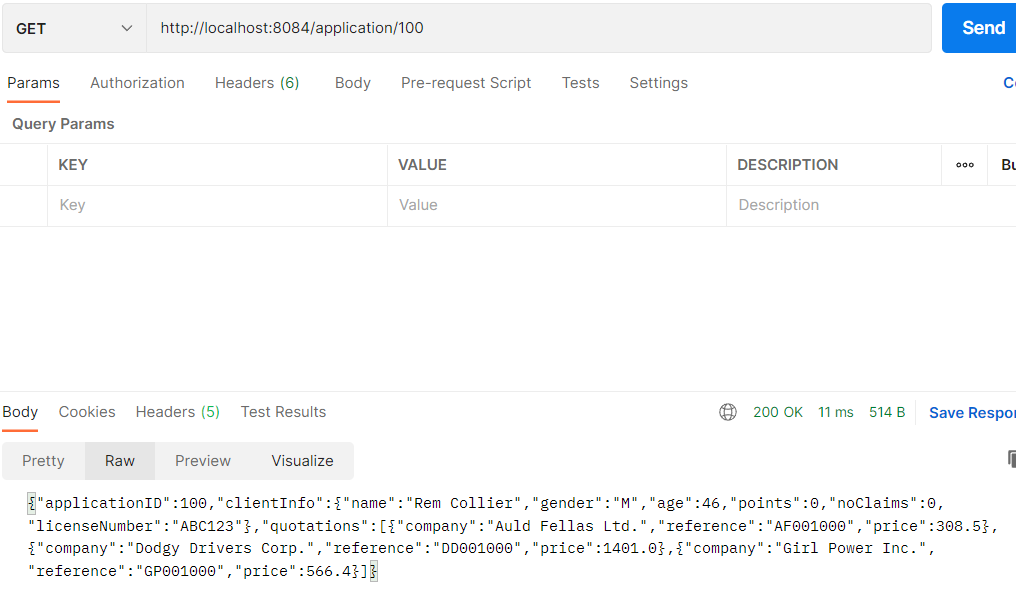 GET http://localhost:8084/application/100 Send
Params Authorization Headers (6) Body Pre-request Script Tests Settings
Query Params
KEY VALUE DESCRIPTION ooo
Key Value Description
Body Cookies Headers (5) Test Results 200 OK 11 ms 514 B Save Respon
Pretty Raw Preview Visualize
{"applicationID":100,"clientInfo":{"name":"Rem Collier","gender":"M","age":46,"points":0,"noClaims":0,
"licenseNumber":"ABC123"},"quotations":[{"company":"Auld Fellas Ltd.","reference":"AF001000","price":308.5},
{"company":"Dodgy Drivers Corp.","reference":"DD001000","price":1401.0},{"company":"Girl Power Inc.",
"reference":"GP001000","price":566.4}]}